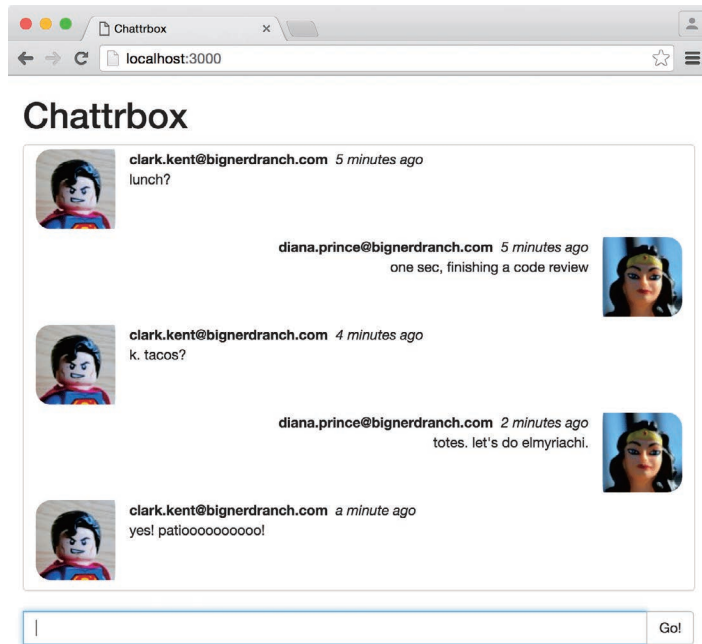 Chattrbox
localhost:3000
Chattrbox
clark.kent@bignerdranch.com 5 minutes ago
lunch?
diana.prince@bignerdranch.com 5 minutes ago
one sec, finishing a code review
clark.kent@bignerdranch.com 4 minutes ago
k. tacos?
diana.prince@bignerdranch.com 2 minutes ago
totes. let's do elmyriachi.
clark.kent@bignerdranch.com a minute ago
yes! patioooooooooo!
Go!